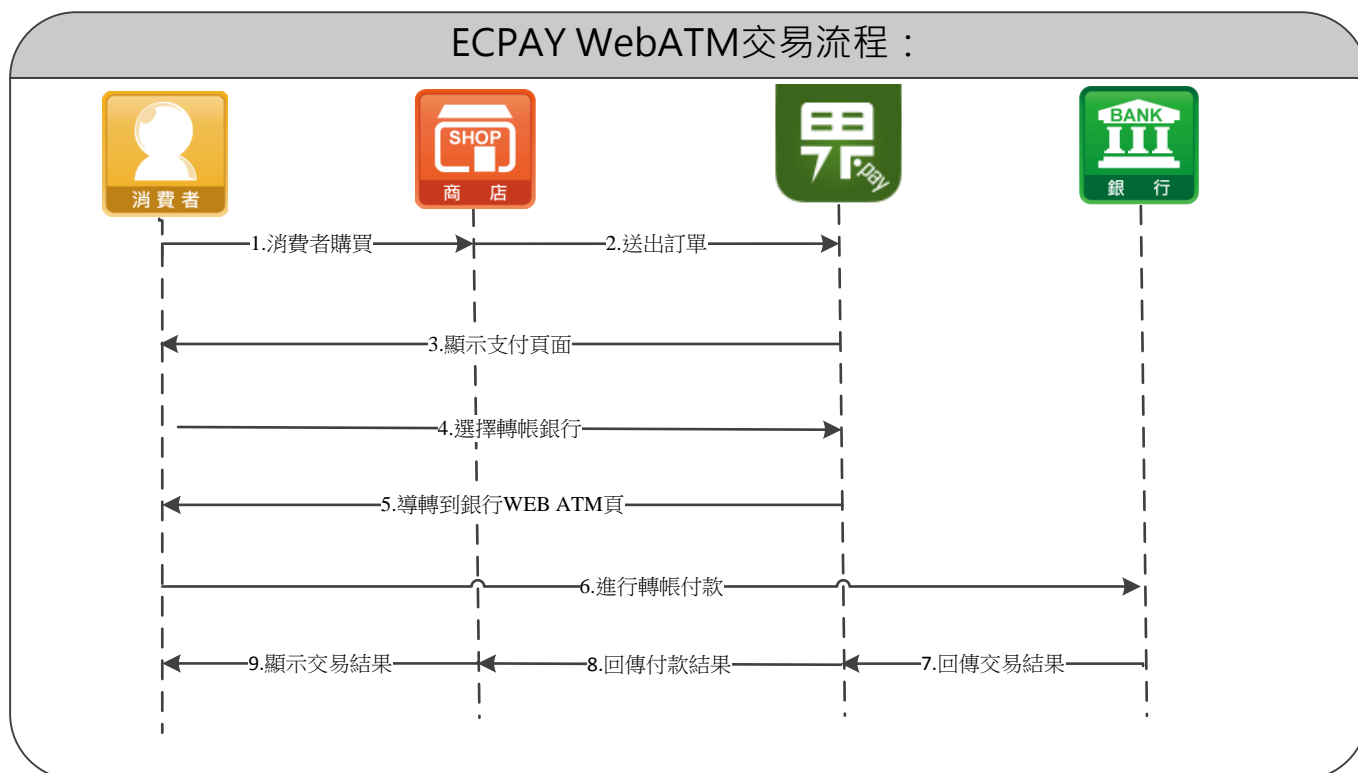 ECPAY WebATM交易流程：
消費者
SHOP
商 店
pay
BANK
銀 行
1.消費者購買
2.送出訂單
3.顯示支付頁面
4.選擇轉帳銀行
5.導轉到銀行WEB ATM頁
6.進行轉帳付款
9.顯示交易結果
8.回傳付款結果
7.回傳交易結果